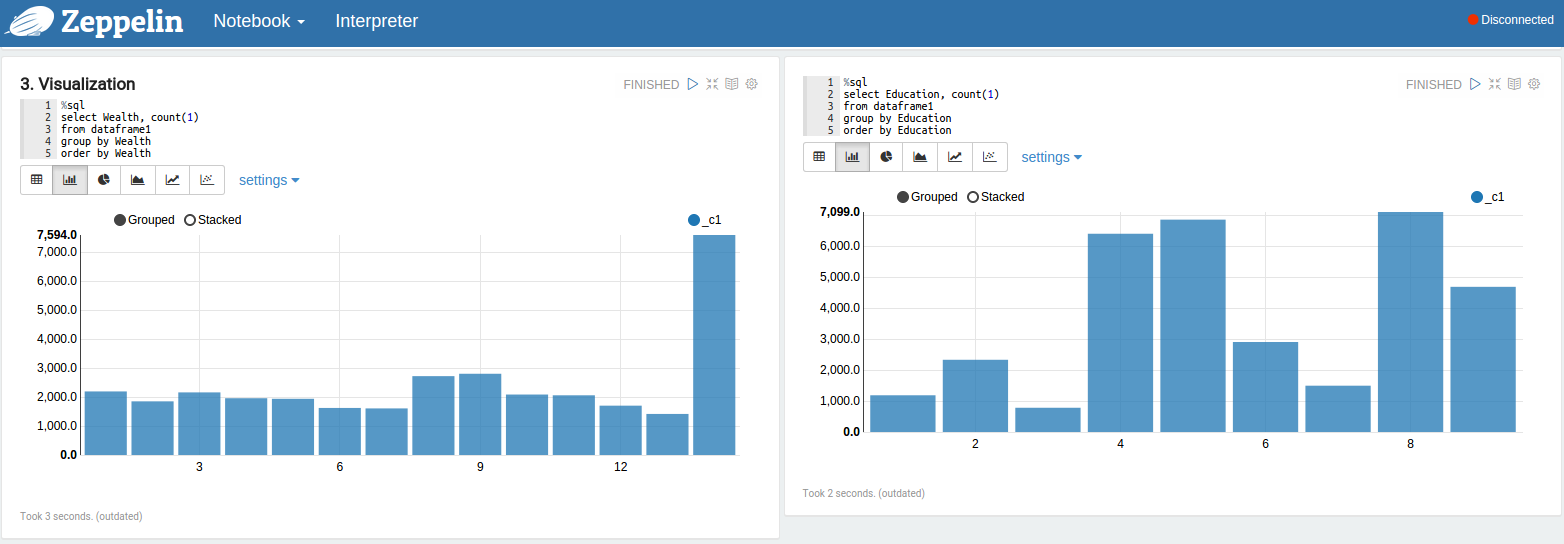 Zeppelin Notebook Interpreter Disconnected
3. Visualization FINISHED
1 %sql
2 select Wealth, count(1)
3 from dataframe1
4 group by Wealth
5 order by Wealth
settings
Grouped Stacked _c1
7,594.0
7,000.0
6,000.0
5,000.0
4,000.0
3,000.0
2,000.0
1,000.0
0.0
3 6 9 12
Took 3 seconds. (outdated)
FINISHED
1 %sql
2 select Education, count(1)
3 from dataframe1
4 group by Education
5 order by Education
settings
Grouped Stacked _c1
7,099.0
6,000.0
5,000.0
4,000.0
3,000.0
2,000.0
1,000.0
0.0
2 4 6 8
Took 2 seconds. (outdated)